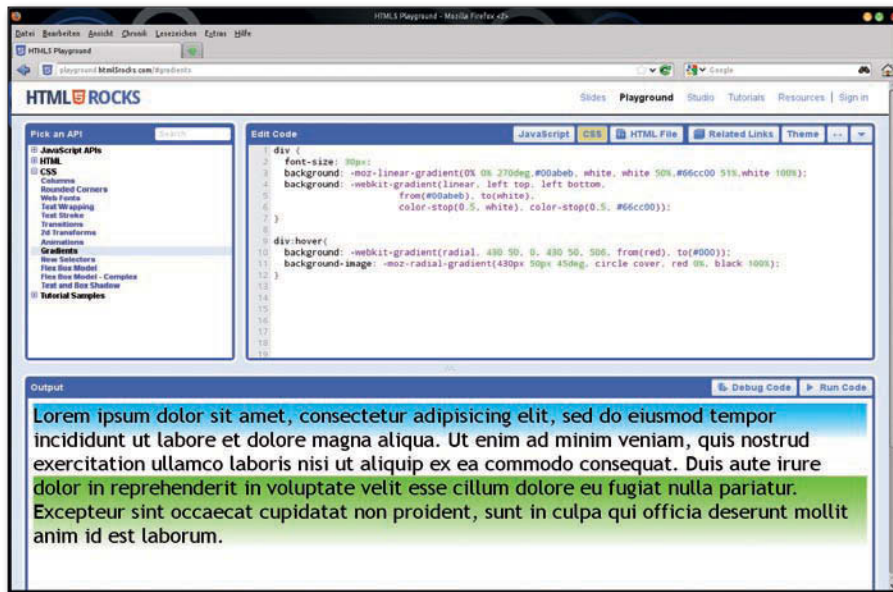 HTML5 Playground - Mozilla Firefox <2>
Datei Bearbeiten Ansicht Chronik Lesezeichen Extras Hilfe
HTML5 Playground
playground.html5rocks.com/#gradients
Google
HTML5 ROCKS
Slides Playground Studio Tutorials Resources | Sign in
Pick an API
Search
JavaScript APIs
HTML
CSS
Columns
Rounded Corners
Web Fonts
Text Wrapping
Text Stroke
Transitions
2d Transforms
Animations
Gradients
New Selectors
Flex Box Model
Flex Box Model - Complex
Text and Box Shadow
Tutorial Samples
Edit Code
JavaScript CSS HTML File Related Links Theme
1 div {
2 font-size: 30px;
3 background: -moz-linear-gradient(0% 0% 270deg,#00abeb, white, white 50%,#66cc00 51%,white 100%);
4 background: -webkit-gradient(linear, left top, left bottom,
5 from(#00abeb), to(white),
6 color-stop(0.5, white), color-stop(0.5, #66cc00));
7 }
8
9 div:hover{
10 background: -webkit-gradient(radial, 430 50, 0, 430 50, 506, from(red), to(#000));
11 background-image: -moz-radial-gradient(430px 50px 45deg, circle cover, red 0%, black 100%);
12 }
13
14
15
16
17
18
19
Output
Debug Code Run Code
Lorem ipsum dolor sit amet, consectetur adipisicing elit, sed do eiusmod tempor
incididunt ut labore et dolore magna aliqua. Ut enim ad minim veniam, quis nostrud
exercitation ullamco laboris nisi ut aliquip ex ea commodo consequat. Duis aute irure
dolor in reprehenderit in voluptate velit esse cillum dolore eu fugiat nulla pariatur.
Excepteur sint occaecat cupidatat non proident, sunt in culpa qui officia deserunt mollit
anim id est laborum.